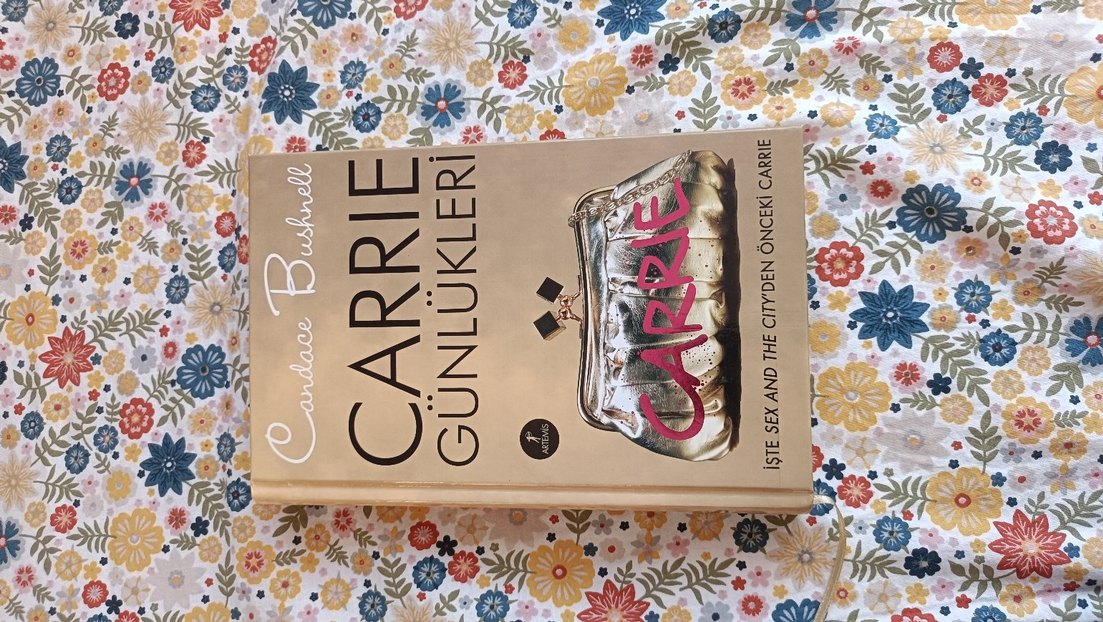 Candace Bushnell
CARRIE
GÜNLÜKLERİ
ARTEMİS
CARRIE
İŞTE SEX AND THE CITY'DEN ÖNCEKİ CARRIE